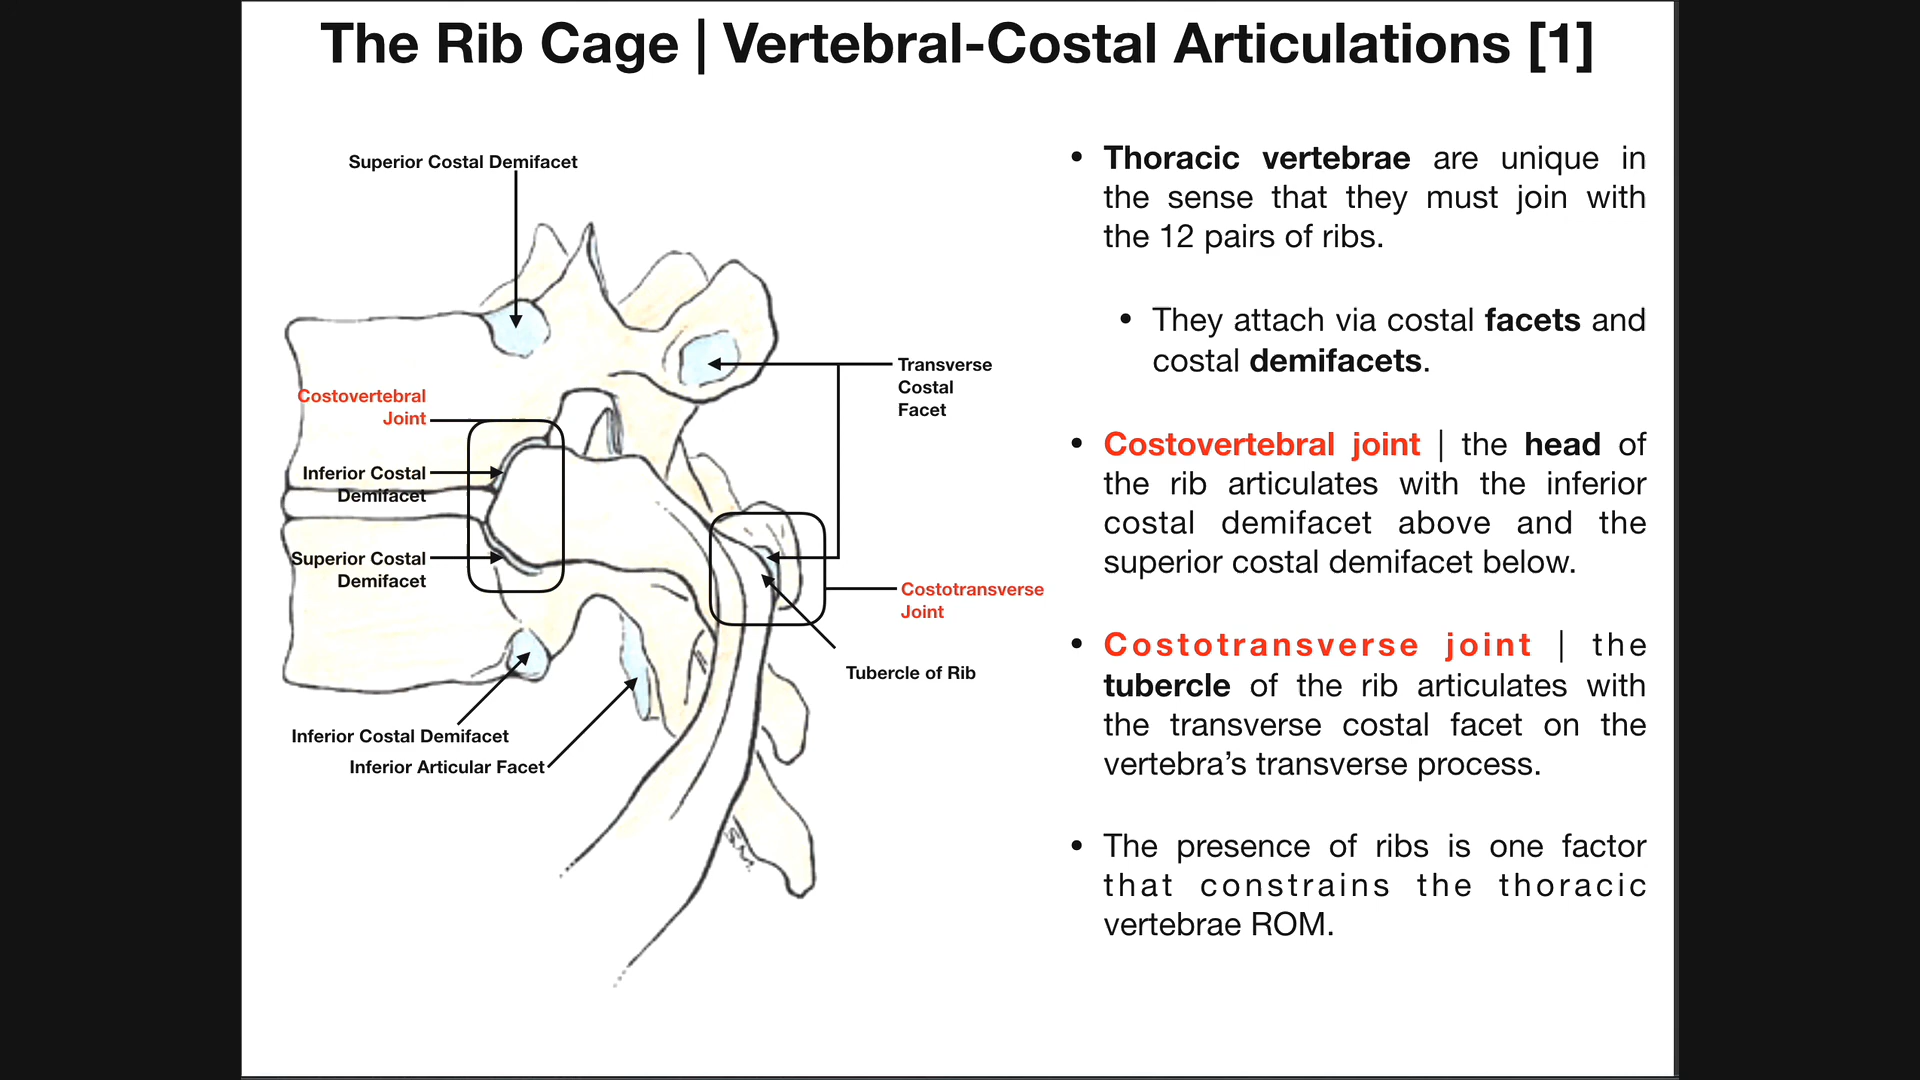 The Rib Cage | Vertebral-Costal Articulations [1]
Superior Costal Demifacet
Transverse
Costal
Facet
Costovertebral
Joint
Inferior Costal
Demifacet
Superior Costal
Demifacet
Costotransverse
Joint
Tubercle of Rib
Inferior Costal Demifacet
Inferior Articular Facet
• Thoracic vertebrae are unique in
the sense that they must join with
the 12 pairs of ribs.
• They attach via costal facets and
costal demifacets.
• Costovertebral joint | the head of
the rib articulates with the inferior
costal demifacet above and the
superior costal demifacet below.
• Costotransverse joint | the
tubercle of the rib articulates with
the transverse costal facet on the
vertebra’s transverse process.
• The presence of ribs is one factor
that constrains the thoracic
vertebrae ROM.